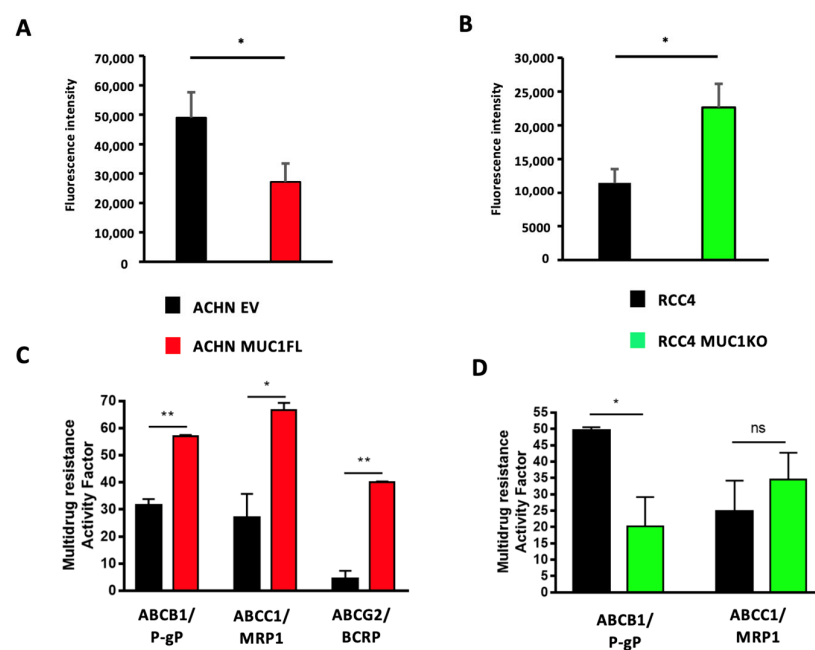 A
*
Fluorescence intensity
70,000
60,000
50,000
40,000
30,000
20,000
10,000
0
ACHN EV
ACHN MUC1FL
B
*
Fluorescence intensity
30,000
25,000
20,000
15,000
10,000
5000
0
RCC4
RCC4 MUC1KO
C
Multidrug resistance
Activity Factor
70
60
50
40
30
20
10
0
**
*
**
ABCB1/
P-gP
ABCC1/
MRP1
ABCG2/
BCRP
D
Multidrug resistance
Activity Factor
55
50
45
40
35
30
25
20
15
10
5
0
*
ns
ABCB1/
P-gP
ABCC1/
MRP1